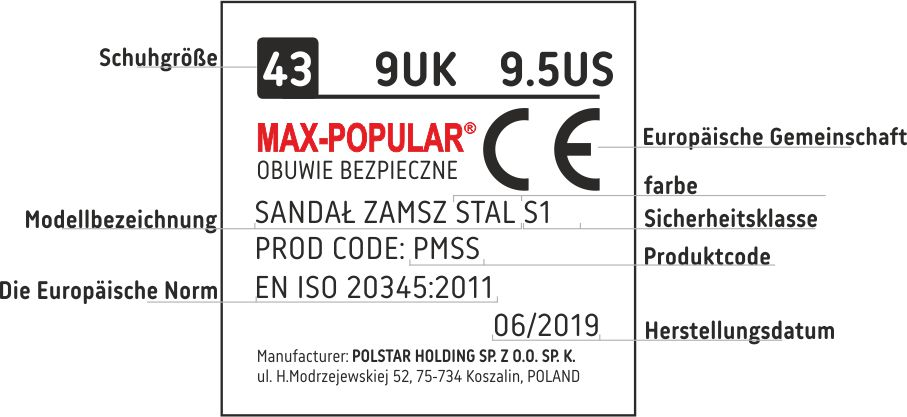 Schuhgröße
43 9UK 9.5US
MAX-POPULAR®
OBUWIE BEZPIECZNE
CE
Europäische Gemeinschaft
farbe
Modellbezeichnung
SANDAŁ ZAMSZ STAL S1
Sicherheitsklasse
PROD CODE: PMSS
Produktcode
Die Europäische Norm
EN ISO 20345:2011
06/2019
Herstellungsdatum
Manufacturer: POLSTAR HOLDING SP. Z O.O. SP. K.
ul. H.Modrzejewskiej 52, 75-734 Koszalin, POLAND